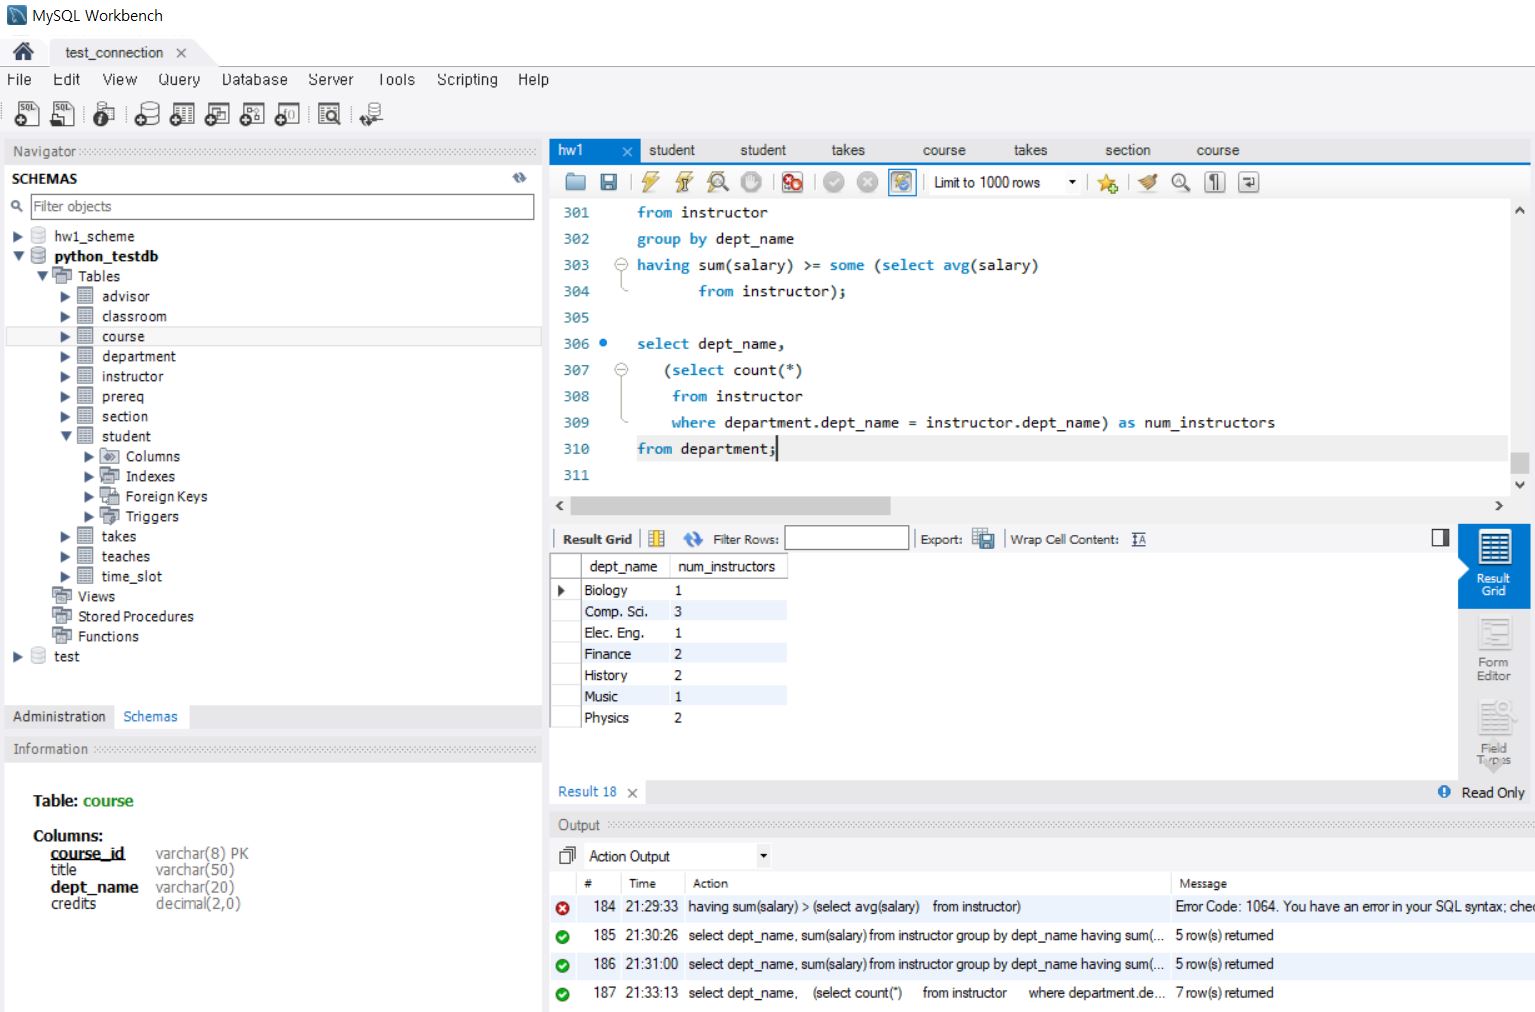 MySQL Workbench
test_connection
File Edit View Query Database Server Tools Scripting Help
Navigator
SCHEMAS
Filter objects
hw1_scheme
python_testdb
Tables
advisor
classroom
course
department
instructor
prereq
section
student
Columns
Indexes
Foreign Keys
Triggers
takes
teaches
time_slot
Views
Stored Procedures
Functions
test
Administration Schemas
Information
Table: course
Columns:
course_id varchar(8) PK
title varchar(50)
dept_name varchar(20)
credits decimal(2,0)
hw1 student student takes course takes section course
Limit to 1000 rows
301 from instructor
302 group by dept_name
303 having sum(salary) >= some (select avg(salary)
304 from instructor);
305
306 select dept_name,
307 (select count(*)
308 from instructor
309 where department.dept_name = instructor.dept_name) as num_instructors
310 from department;
311
Result Grid Filter Rows: Export: Wrap Cell Content:
dept_name num_instructors
Biology 1
Comp. Sci. 3
Elec. Eng. 1
Finance 2
History 2
Music 1
Physics 2
Result
Grid
Form
Editor
Field
Types
Result 18
Read Only
Output
Action Output
# Time Action Message
184 21:29:33 having sum(salary) > (select avg(salary) from instructor) Error Code: 1064. You have an error in your SQL syntax; chec
185 21:30:26 select dept_name, sum(salary) from instructor group by dept_name having sum(... 5 row(s) returned
186 21:31:00 select dept_name, sum(salary) from instructor group by dept_name having sum(... 5 row(s) returned
187 21:33:13 select dept_name, (select count(*) from instructor where department.de... 7 row(s) returned